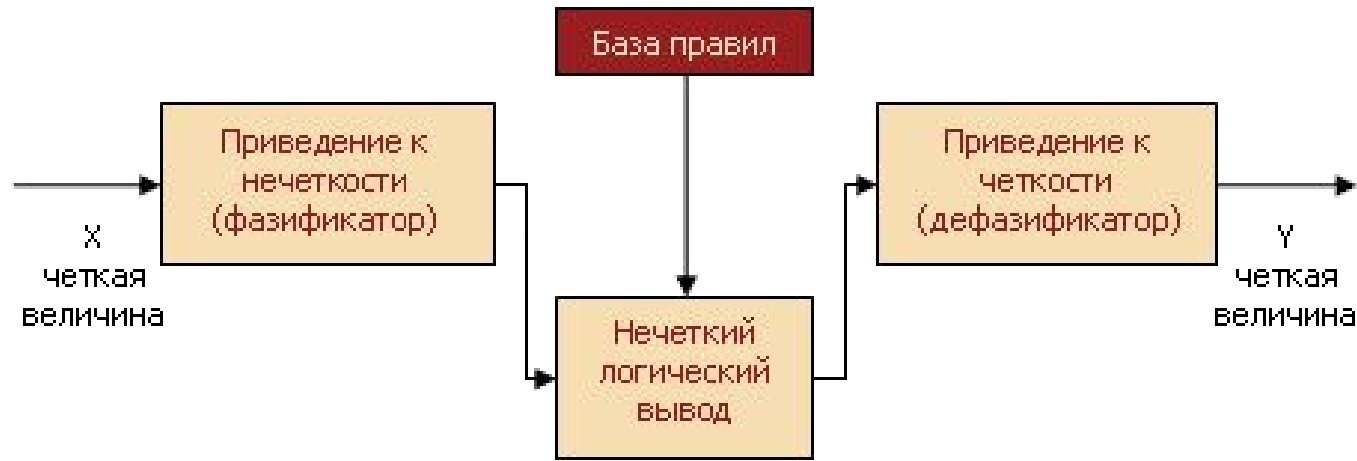 База правил
Приведение к
нечеткости
(фазификатор)
Приведение к
четкости
(дефазификатор)
X
четкая
величина
Y
четкая
величина
Нечеткий
логический
вывод